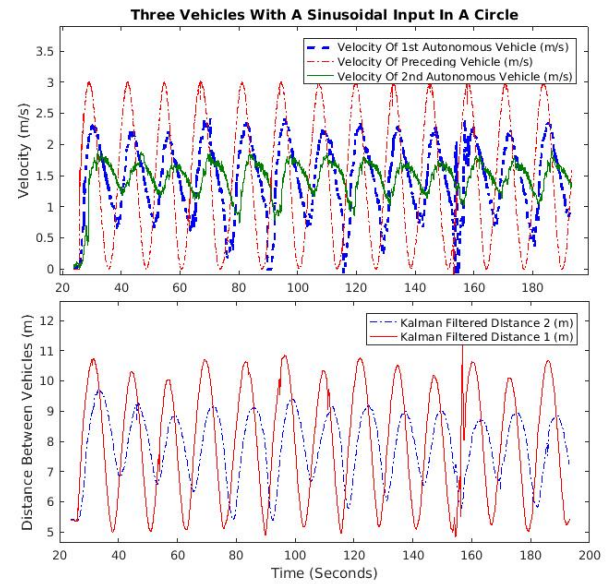 Three Vehicles With A Sinusoidal Input In A Circle
Velocity Of 1st Autonomous Vehicle (m/s)
Velocity Of Preceding Vehicle (m/s)
Velocity Of 2nd Autonomous Vehicle (m/s)
Velocity (m/s)
3.5
3
2.5
2
1.5
1
0.5
0
20 40 60 80 100 120 140 160 180
Kalman Filtered DIstance 2 (m)
Kalman Filtered Distance 1 (m)
Distance Between Vehicles (m)
12
11
10
9
8
7
6
5
20 40 60 80 100 120 140 160 180 200
Time (Seconds)